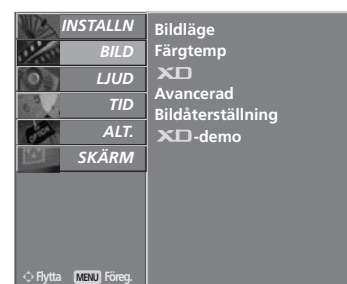 INSTALLN
BILD
LJUD
TID
ALT.
SKÄRM
Bildläge
Färgtemp
XD
Avancerad
Bildåterställning
XD-demo
Flytta MENU Föreg.